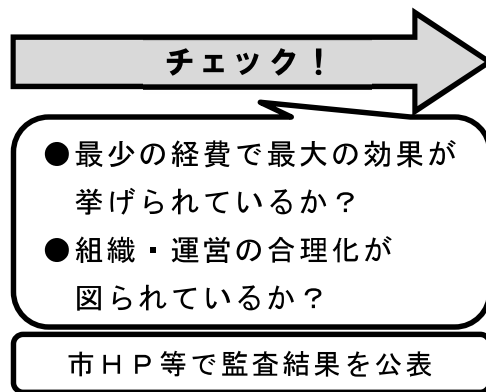 チェック！
●最少の経費で最大の効果が
挙げられているか？
●組織・運営の合理化が
図られているか？
市ＨＰ等で監査結果を公表